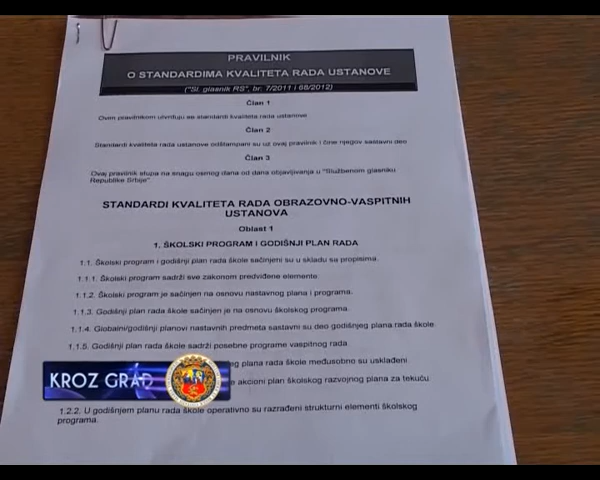 PRAVILNIK
O STANDARDIMA KVALITETA RADA USTANOVE
("Sl. glasnik RS", br. 7/2011 i 68/2012)
Član 1
Ovim pravilnikom utvrđuju se standardi kvaliteta rada ustanove.
Član 2
Standardi kvaliteta rada ustanove odštampani su uz ovaj pravilnik i čine njegov sastavni deo.
Član 3
Ovaj pravilnik stupa na snagu osmog dana od dana objavljivanja u "Službenom glasniku
Republike Srbije".
STANDARDI KVALITETA RADA OBRAZOVNO-VASPITNIH
USTANOVA
Oblast 1
1. ŠKOLSKI PROGRAM I GODIŠNJI PLAN RADA
1.1. Školski program i godišnji plan rada škole sačinjeni su u skladu sa propisima.
1.1.1. Školski program sadrži sve zakonom predviđene elemente.
1.1.2. Školski program je sačinjen na osnovu nastavnog plana i programa.
1.1.3. Godišnji plan rada škole sačinjen je na osnovu školskog programa.
1.1.4. Globalni/godišnji planovi nastavnih predmeta sastavni su deo godišnjeg plana rada škole.
1.1.5. Godišnji plan rada škole sadrži posebne programe vaspitnog rada.
plana rada škole međusobno su usklađeni.
KROZ GRAD
akcioni plan školskog razvojnog plana za tekuću
1.2.2. U godišnjem planu rada škole operativno su razrađeni strukturni elementi školskog
programa.